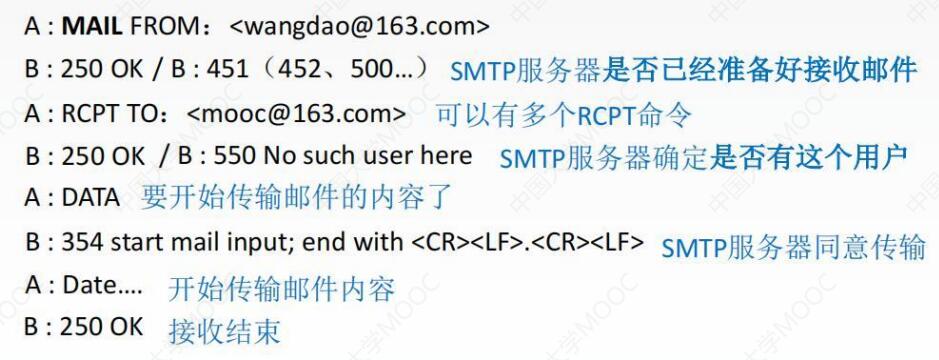 A : MAIL FROM：<wangdao@163.com>
B : 250 OK / B : 451（452、500…）SMTP服务器是否已经准备好接收邮件
A : RCPT TO：<mooc@163.com> 可以有多个RCPT命令
B : 250 OK / B : 550 No such user here SMTP服务器确定是否有这个用户
A : DATA 要开始传输邮件的内容了
B : 354 start mail input; end with <CR><LF>.<CR><LF> SMTP服务器同意传输
A : Date.... 开始传输邮件内容
B : 250 OK 接收结束